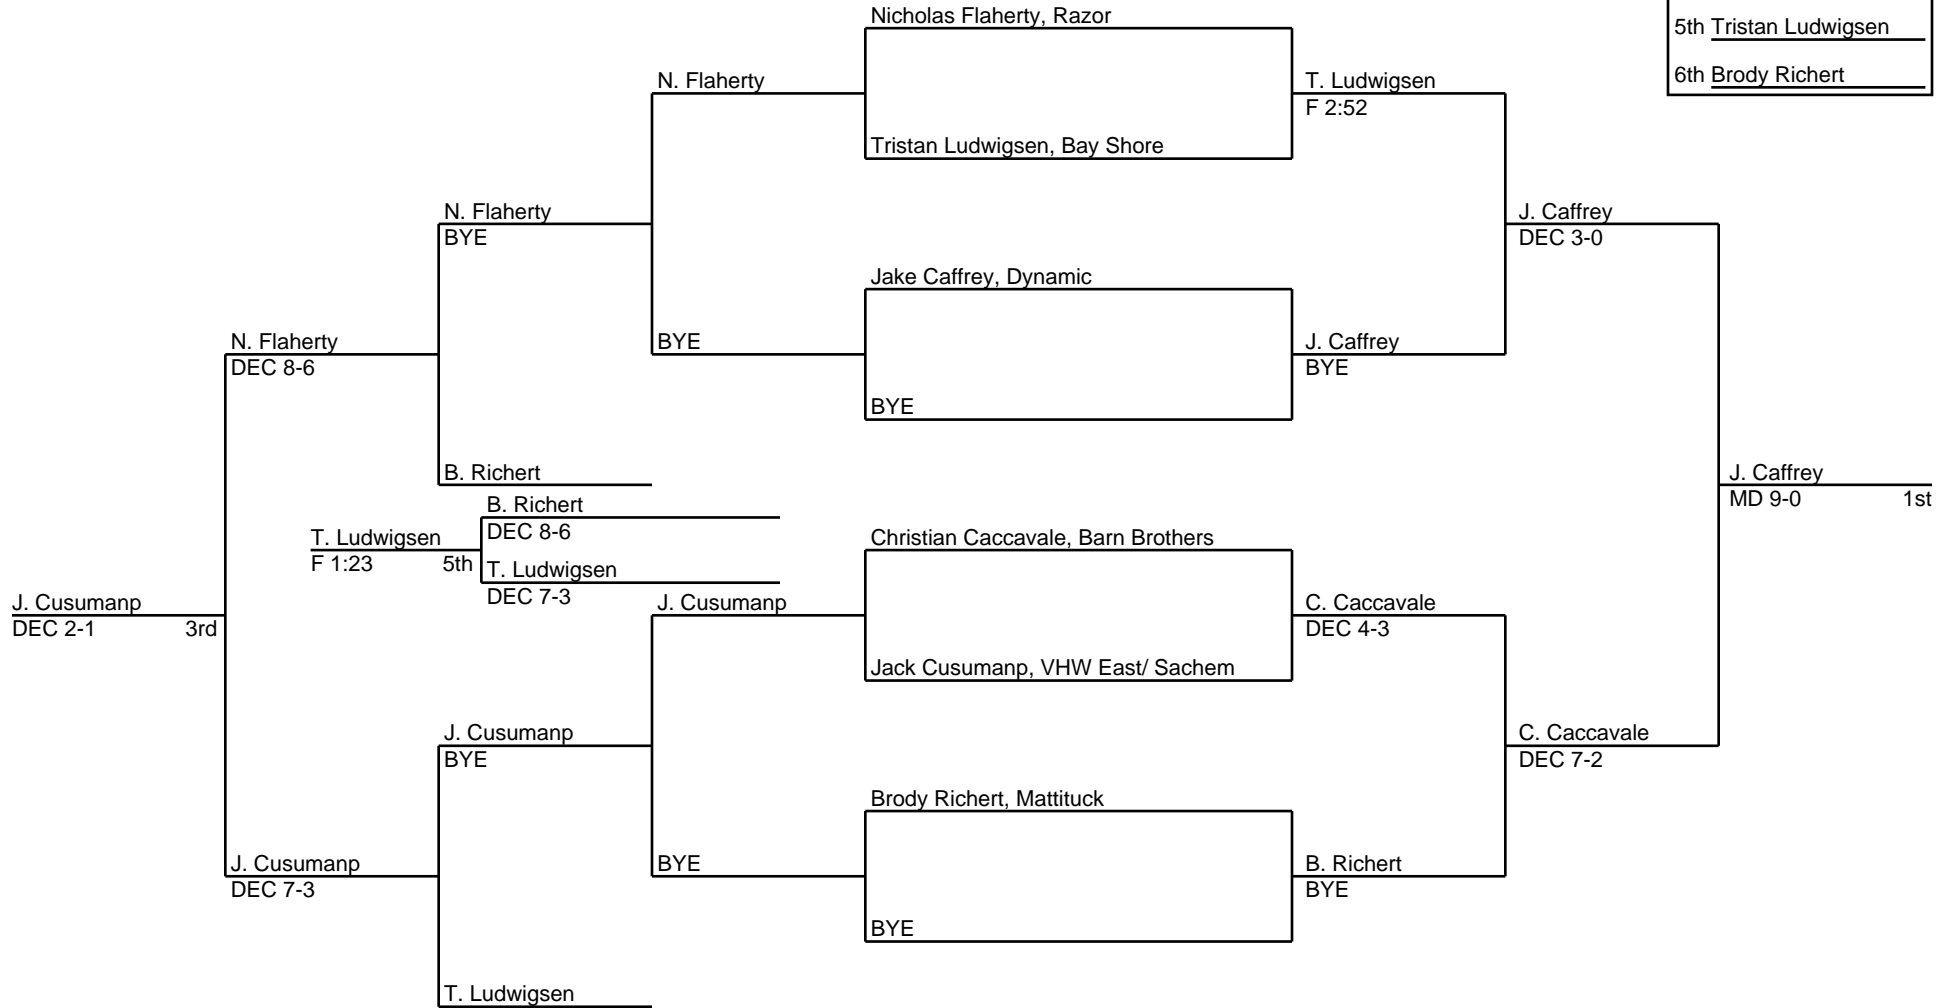 Nicholas Flaherty, Razor
5th Tristan Ludwigsen
6th Brody Richert
N. Flaherty
T. Ludwigsen
F 2:52
Tristan Ludwigsen, Bay Shore
N. Flaherty
BYE
J. Caffrey
DEC 3-0
Jake Caffrey, Dynamic
N. Flaherty
DEC 8-6
BYE
J. Caffrey
BYE
BYE
B. Richert
J. Caffrey
MD 9-0 1st
B. Richert
DEC 8-6
T. Ludwigsen
F 1:23 5th
Christian Caccavale, Barn Brothers
T. Ludwigsen
DEC 7-3
J. Cusumanp
DEC 2-1 3rd
J. Cusumanp
C. Caccavale
DEC 4-3
Jack Cusumanp, VHW East/ Sachem
J. Cusumanp
BYE
C. Caccavale
DEC 7-2
Brody Richert, Mattituck
J. Cusumanp
DEC 7-3
BYE
B. Richert
BYE
BYE
T. Ludwigsen